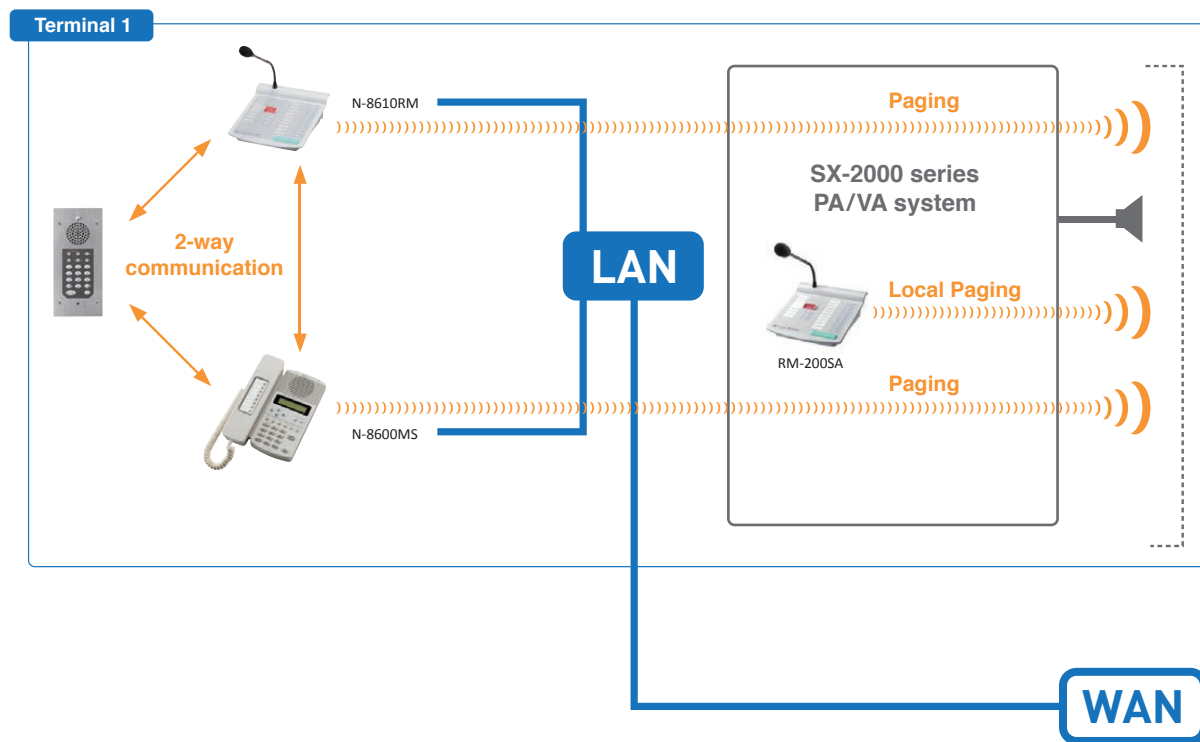 Terminal 1
N-8610RM
Paging
SX-2000 series
PA/VA system
2-way
communication
LAN
Local Paging
RM-200SA
Paging
N-8600MS
WAN